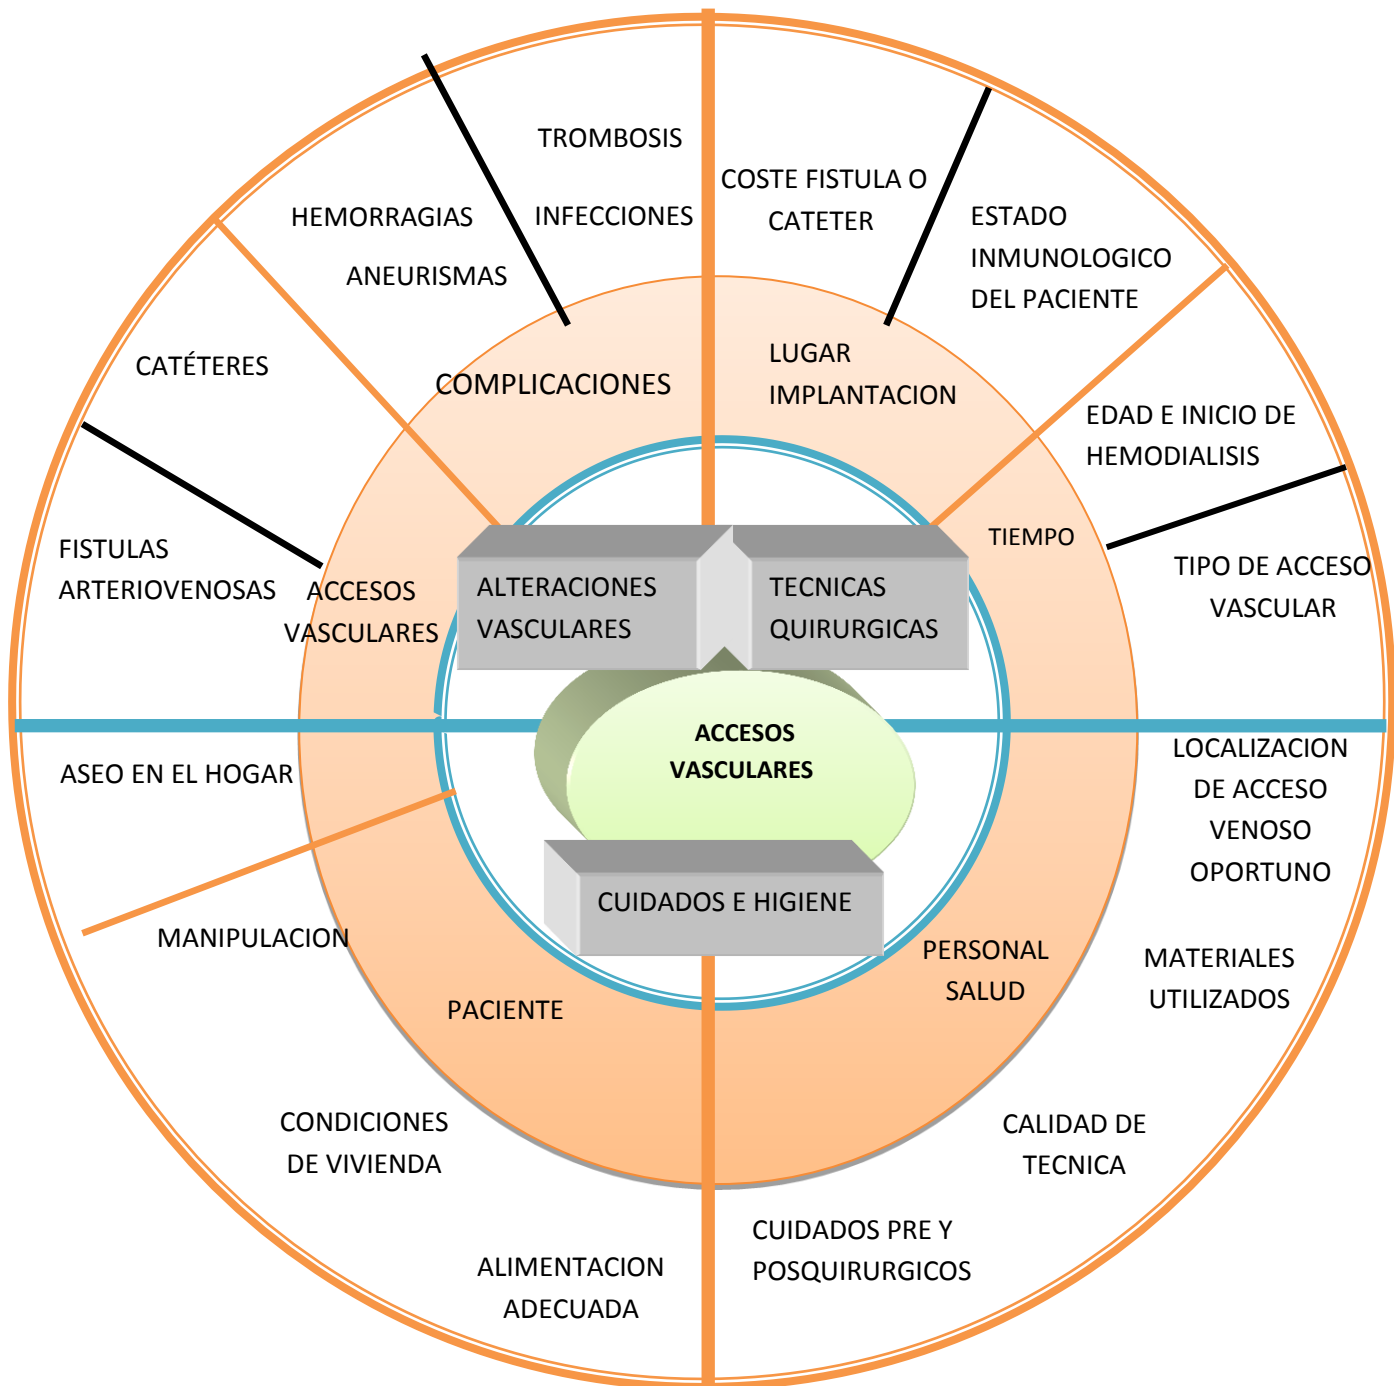 TROMBOSIS
INFECCIONES
HEMORRAGIAS
ANEURISMAS
COSTE FISTULA O
CATETER
ESTADO
INMUNOLOGICO
DEL PACIENTE
CATÉTERES
COMPLICACIONES
LUGAR
IMPLANTACION
EDAD E INICIO DE
HEMODIALISIS
FISTULAS
ARTERIOVENOSAS
ACCESOS
VASCULARES
ALTERACIONES
VASCULARES
TECNICAS
QUIRURGICAS
TIEMPO
TIPO DE ACCESO
VASCULAR
ACCESOS
VASCULARES
ASEO EN EL HOGAR
LOCALIZACION
DE ACCESO
VENOSO
OPORTUNO
CUIDADOS E HIGIENE
MANIPULACION
PACIENTE
PERSONAL
SALUD
MATERIALES
UTILIZADOS
CONDICIONES
DE VIVIENDA
CALIDAD DE
TECNICA
ALIMENTACION
ADECUADA
CUIDADOS PRE Y
POSQUIRURGICOS